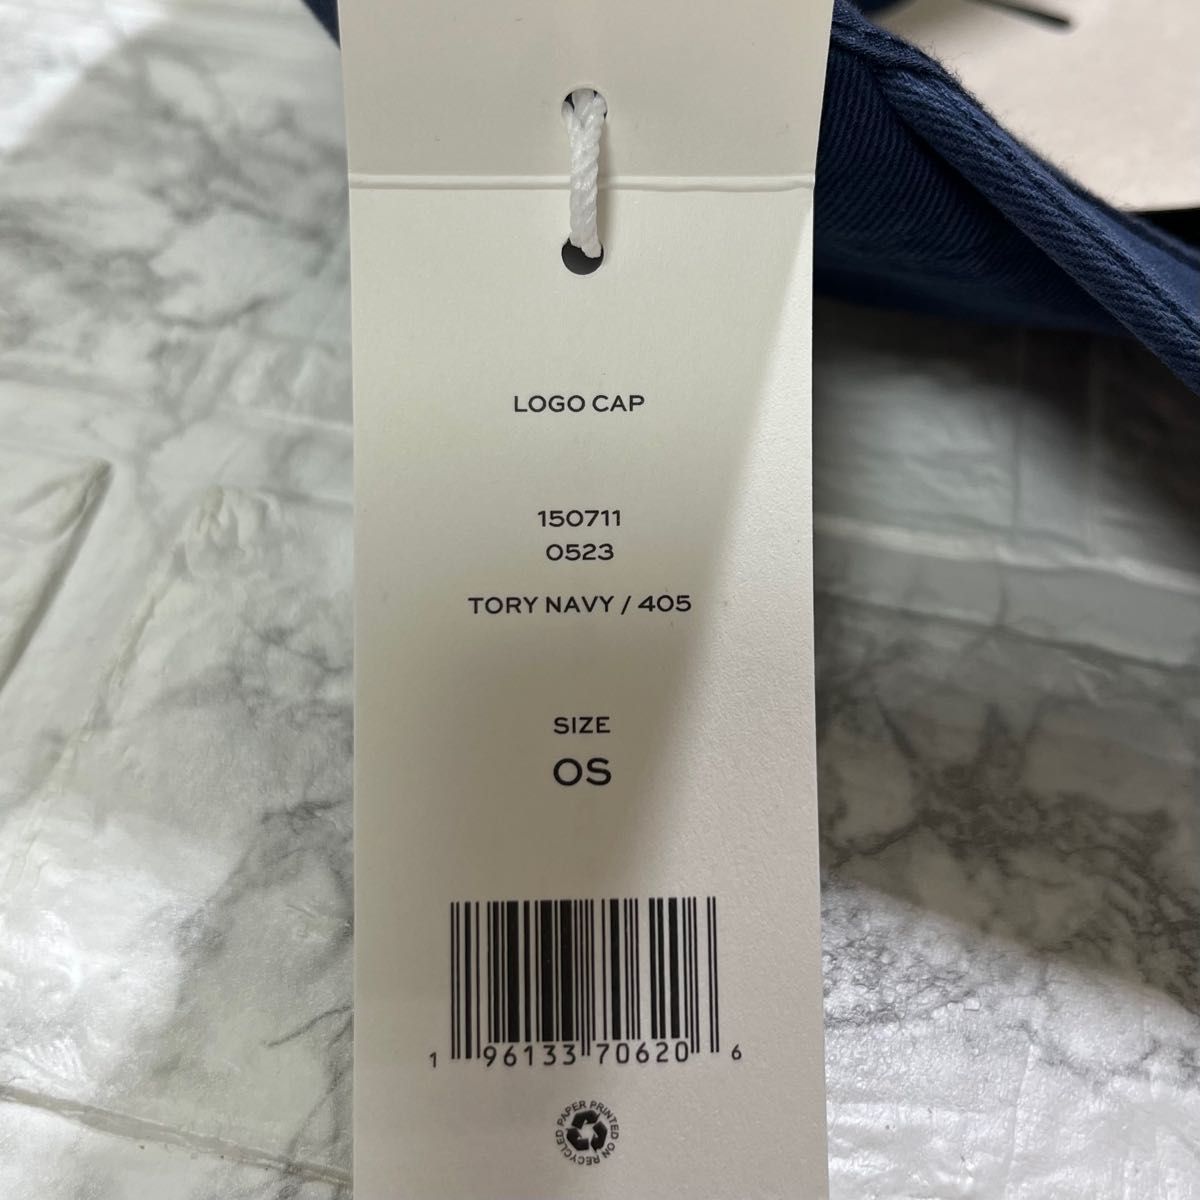 LOGO CAP
150711
0523
TORY NAVY / 405
SIZE
OS
1 96133 70620 6
PRINTED ON RECYCLED PAPER